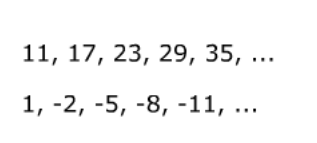 11, 17, 23, 29, 35, ...
1, -2, -5, -8, -11, ...